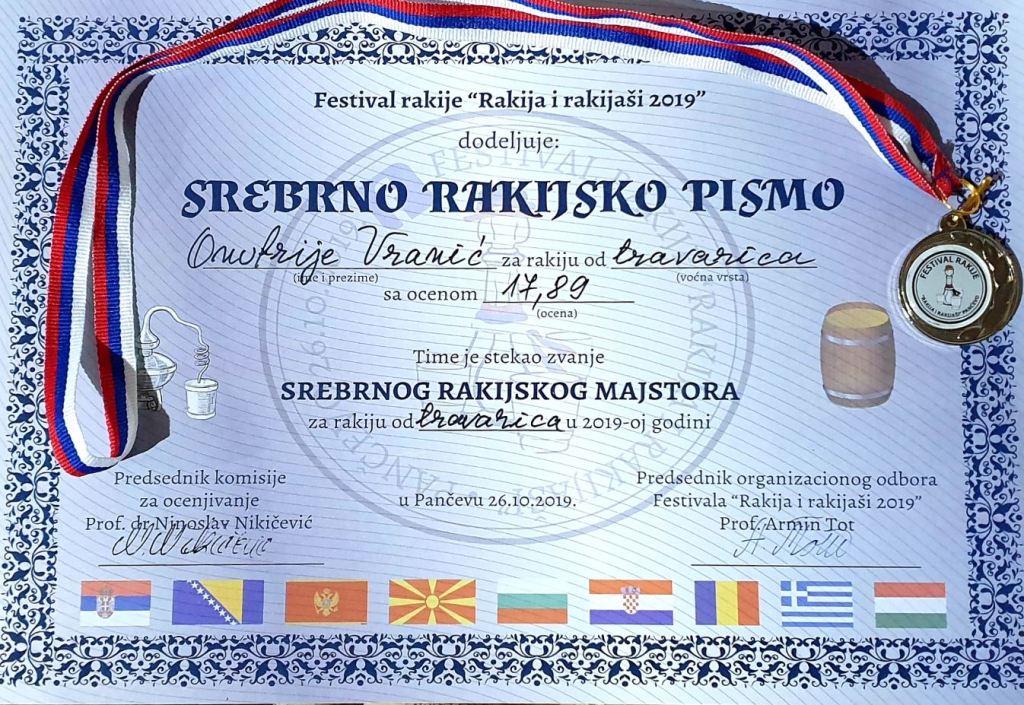 Festival rakije “Rakija i rakijaši 2019”
dodeljuje:
SREBRNO RAKIJSKO PISMO
Onufrije Vranić za rakiju od travarica
(ime i prezime) (voćna vrsta)
sa ocenom 17,89
(ocena)
Time je stekao zvanje
SREBRNOG RAKIJSKOG MAJSTORA
za rakiju od travarica u 2019-oj godini
Predsednik komisije
za ocenjivanje
Prof. dr Ninoslav Nikičević
u Pančevu 26.10.2019.
Predsednik organizacionog odbora
Festivala “Rakija i rakijaši 2019”
Prof. Armin Tot
FESTIVAL RAKIJE
"RAKIJA I RAKIJAŠI" PANČEVO